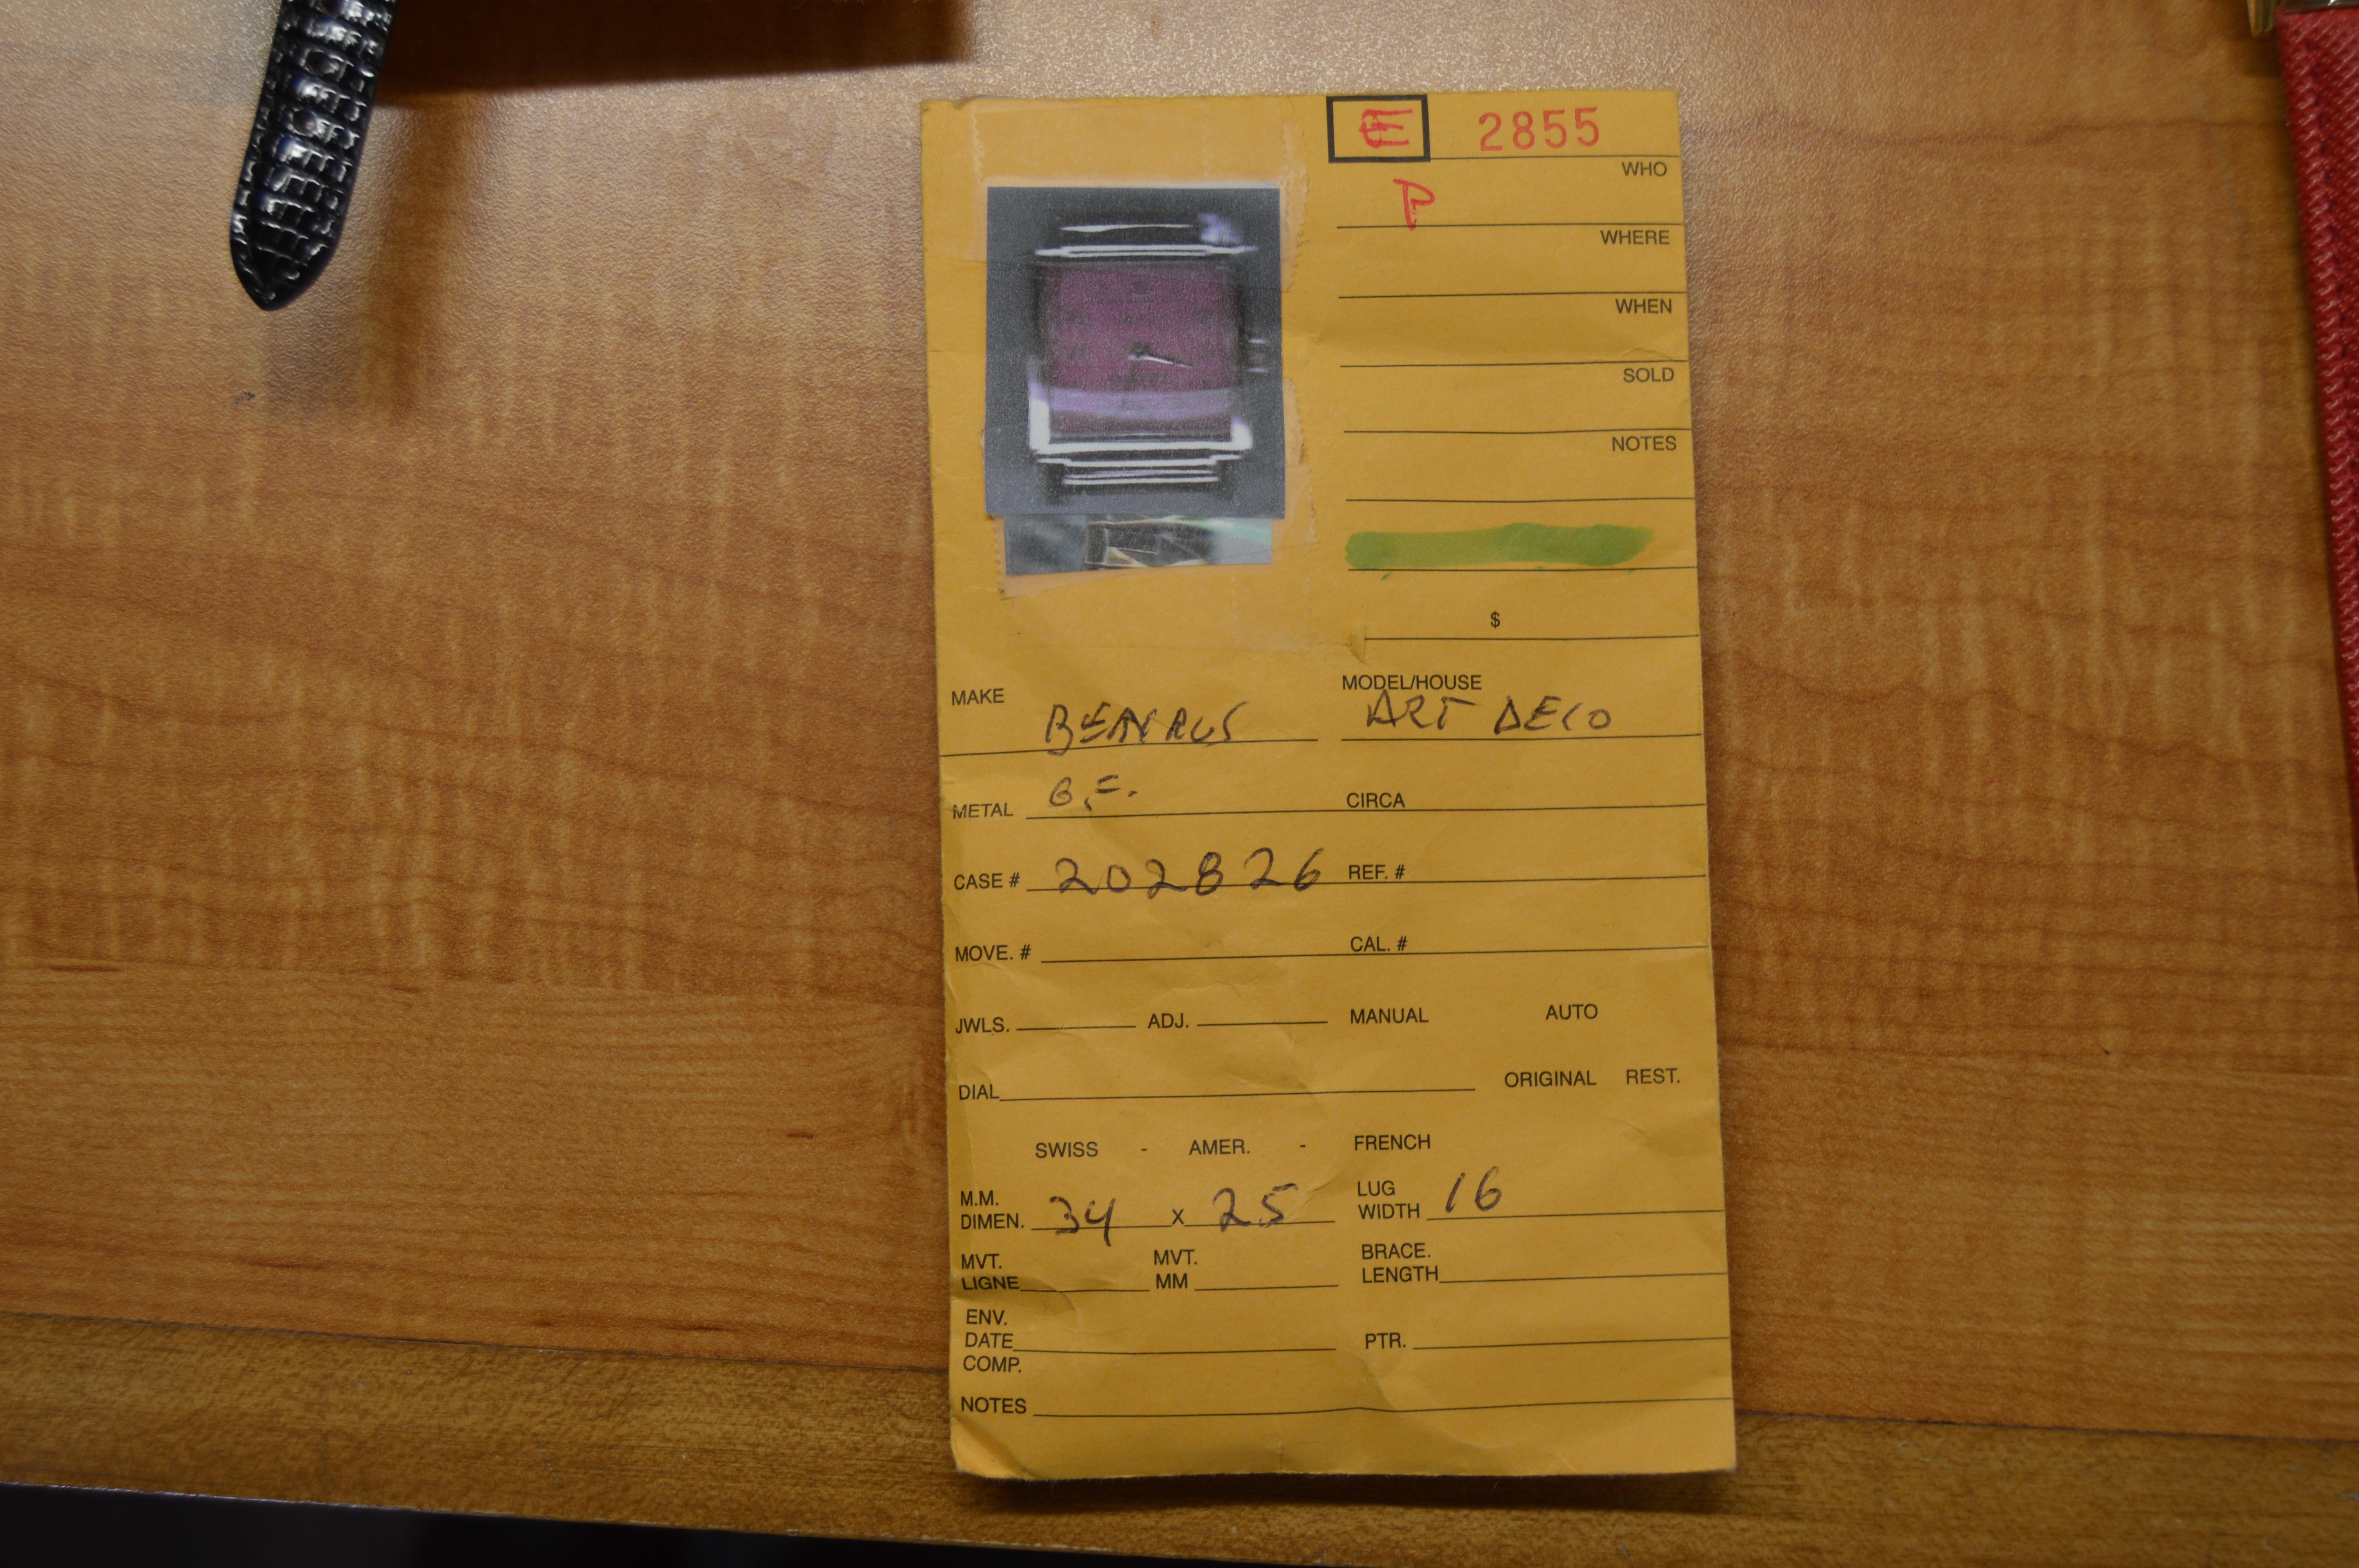 E 2855
WHO
P
WHERE
WHEN
SOLD
NOTES
$
MAKE BENRUS MODEL/HOUSE ART DECO
METAL G.F. CIRCA
CASE # 202826 REF. #
MOVE. # CAL. #
JWLS. ADJ. MANUAL AUTO
DIAL ORIGINAL REST.
SWISS - AMER. - FRENCH
M.M. DIMEN. 34 X 25 LUG WIDTH 16
MVT. LIGNE MVT. MM BRACE. LENGTH
ENV. DATE COMP. PTR.
NOTES